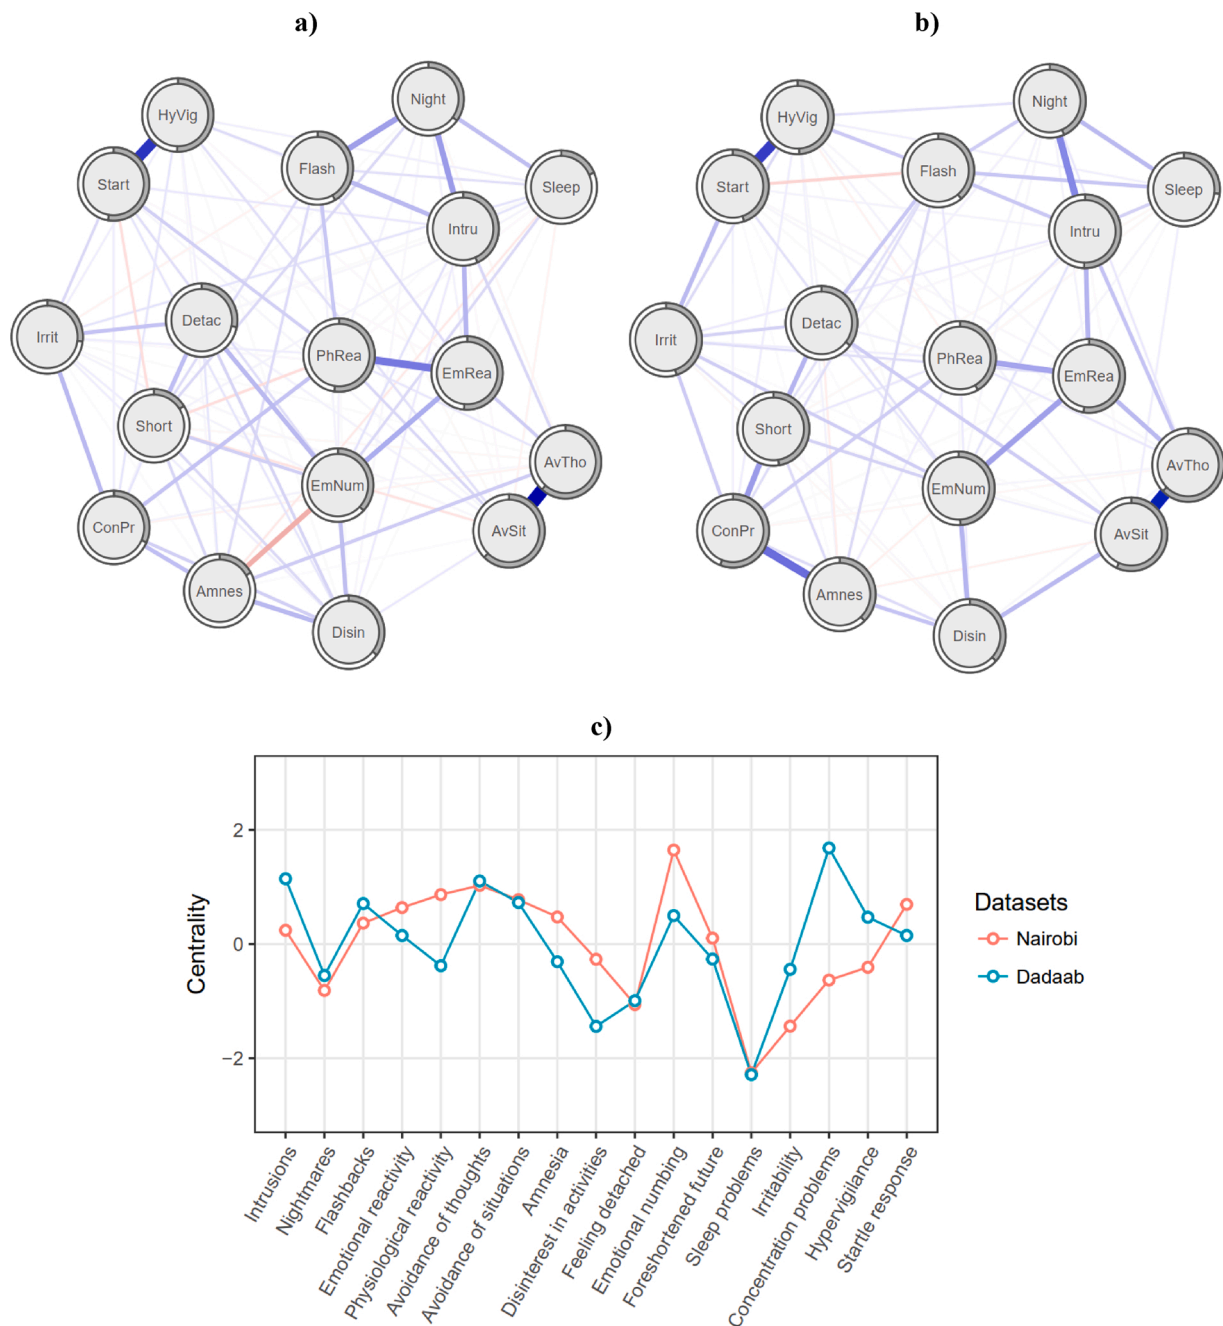 a)
b)
HyVig
Night
Start
Flash
Sleep
Intru
Irrit
Detac
PhRea
EmRea
Short
EmNum
AvTho
ConPr
AvSit
Amnes
Disin
HyVig
Night
Start
Flash
Sleep
Intru
Irrit
Detac
PhRea
EmRea
Short
EmNum
AvTho
ConPr
AvSit
Amnes
Disin
c)
Centrality
2
0
−2
Intrusions
Nightmares
Flashbacks
Emotional reactivity
Physiological reactivity
Avoidance of thoughts
Avoidance of situations
Amnesia
Disinterest in activities
Feeling detached
Emotional numbing
Foreshortened future
Sleep problems
Irritability
Concentration problems
Hypervigilance
Startle response
Datasets
Nairobi
Dadaab